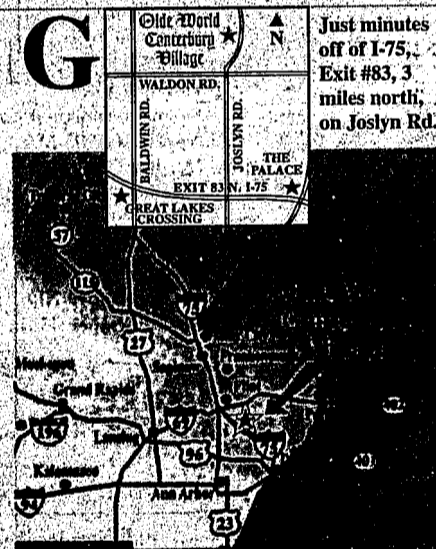 G
Olde World
Canterbury
Village
N
Just minutes
off of I-75,
Exit #83, 3
miles north,
on Joslyn Rd.
WALDON RD.
BALDWIN RD.
JOSLYN RD.
THE
PALACE
EXIT 83 N. I-75
GREAT LAKES
CROSSING
27
Grand Rapids
196
Lansing
96
Kalamazoo
94
Ann Arbor
23